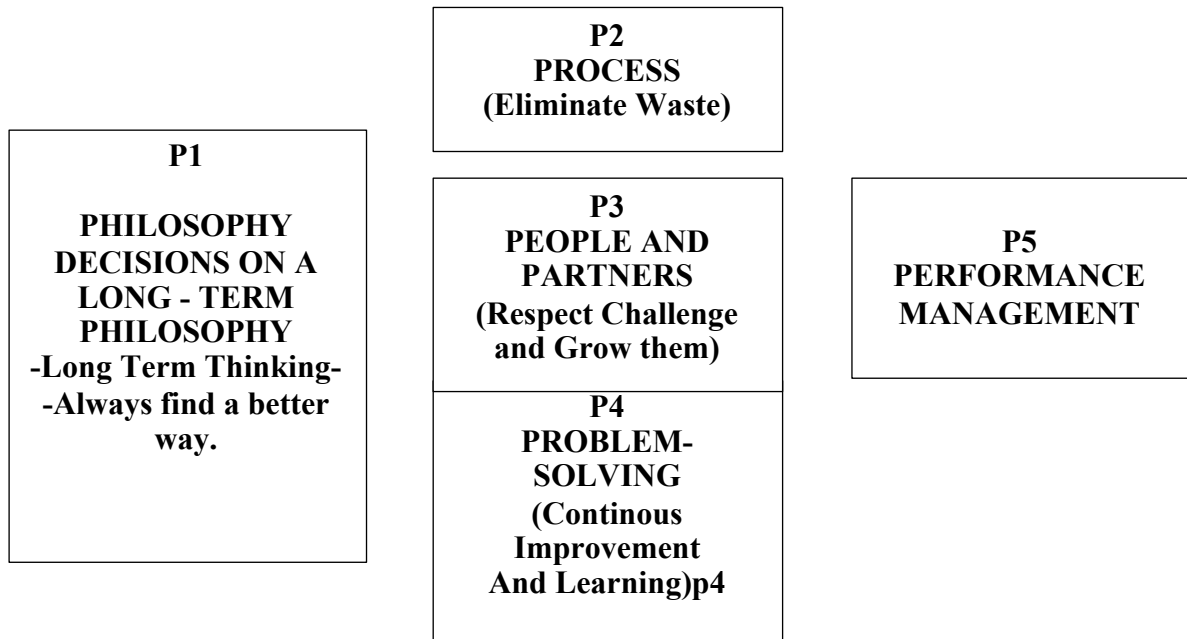 P1
PHILOSOPHY
DECISIONS ON A
LONG - TERM
PHILOSOPHY
-Long Term Thinking-
-Always find a better
way.
P2
PROCESS
(Eliminate Waste)
P3
PEOPLE AND
PARTNERS
(Respect Challenge
and Grow them)
P4
PROBLEM-
SOLVING
(Continous
Improvement
And Learning)p4
P5
PERFORMANCE
MANAGEMENT